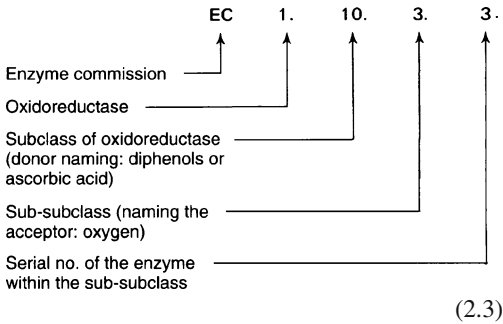 EC 1. 10. 3. 3.
Enzyme commission
Oxidoreductase
Subclass of oxidoreductase
(donor naming: diphenols or
ascorbic acid)
Sub-subclass (naming the
acceptor: oxygen)
Serial no. of the enzyme
within the sub-subclass
(2.3)